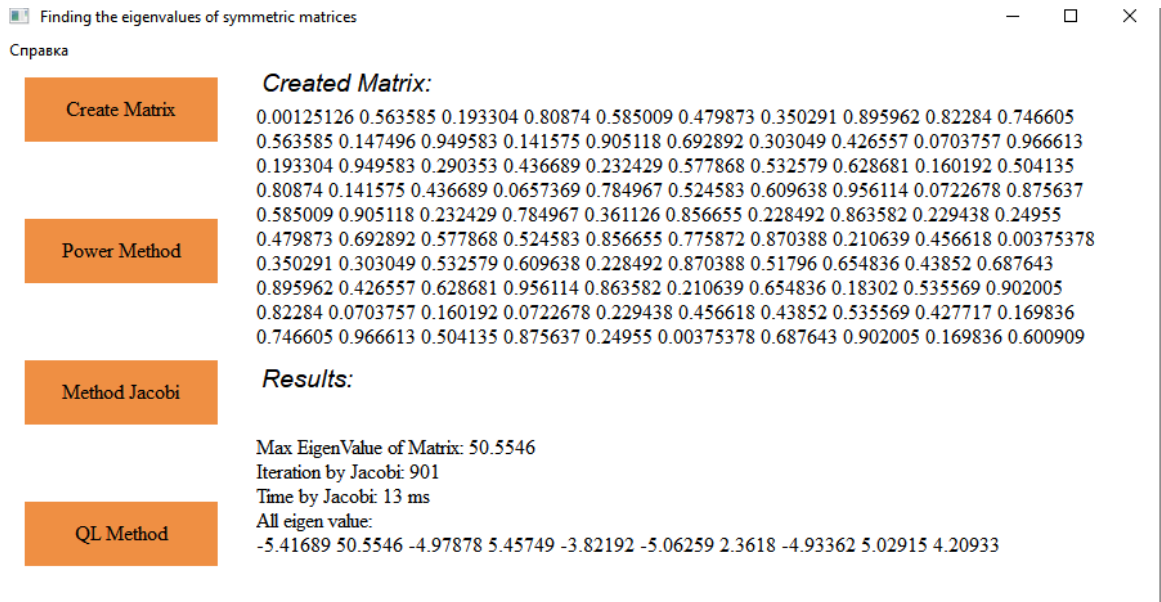 Finding the eigenvalues of symmetric matrices
Справка
Create Matrix
Power Method
Method Jacobi
QL Method
Created Matrix:
0.00125126 0.563585 0.193304 0.80874 0.585009 0.479873 0.350291 0.895962 0.82284 0.746605
0.563585 0.147496 0.949583 0.141575 0.905118 0.692892 0.303049 0.426557 0.0703757 0.966613
0.193304 0.949583 0.290353 0.436689 0.232429 0.577868 0.532579 0.628681 0.160192 0.504135
0.80874 0.141575 0.436689 0.0657369 0.784967 0.524583 0.609638 0.956114 0.0722678 0.875637
0.585009 0.905118 0.232429 0.784967 0.361126 0.856655 0.228492 0.863582 0.229438 0.24955
0.479873 0.692892 0.577868 0.524583 0.856655 0.775872 0.870388 0.210639 0.456618 0.00375378
0.350291 0.303049 0.532579 0.609638 0.228492 0.870388 0.51796 0.654836 0.43852 0.687643
0.895962 0.426557 0.628681 0.956114 0.863582 0.210639 0.654836 0.18302 0.535569 0.902005
0.82284 0.0703757 0.160192 0.0722678 0.229438 0.456618 0.43852 0.535569 0.427717 0.169836
0.746605 0.966613 0.504135 0.875637 0.24955 0.00375378 0.687643 0.902005 0.169836 0.600909
Results:
Max EigenValue of Matrix: 50.5546
Iteration by Jacobi: 901
Time by Jacobi: 13 ms
All eigen value:
-5.41689 50.5546 -4.97878 5.45749 -3.82192 -5.06259 2.3618 -4.93362 5.02915 4.20933